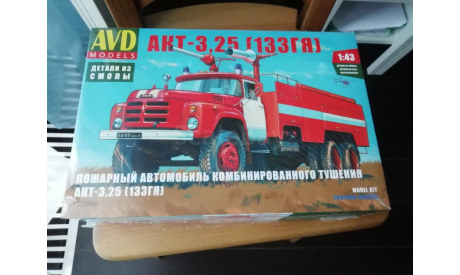 AVD
MODELS
ДЕТАЛИ ИЗ
СМОЛЫ
АКТ-3,25 (133ГЯ)
1:43
ПОЖАРНЫЙ АВТОМОБИЛЬ КОМБИНИРОВАННОГО ТУШЕНИЯ
АКТ-3,25 (133ГЯ)
MODEL KIT